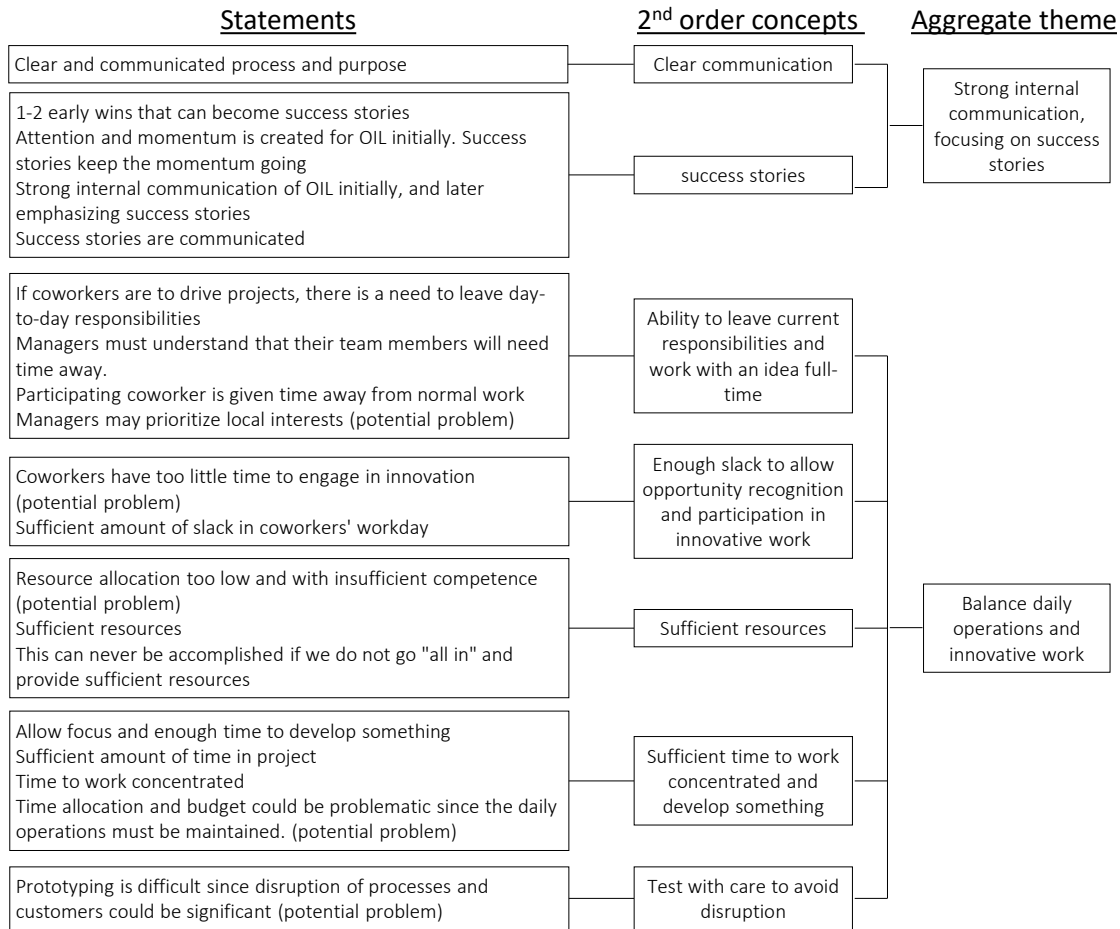 Statements
2nd order concepts
Aggregate theme
Clear and communicated process and purpose
Clear communication
1-2 early wins that can become success stories
Attention and momentum is created for OIL initially. Success
stories keep the momentum going
Strong internal communication of OIL initially, and later
emphasizing success stories
Success stories are communicated
success stories
Strong internal
communication,
focusing on success
stories
If coworkers are to drive projects, there is a need to leave day-
to-day responsibilities
Managers must understand that their team members will need
time away.
Participating coworker is given time away from normal work
Managers may prioritize local interests (potential problem)
Ability to leave current
responsibilities and
work with an idea full-
time
Coworkers have too little time to engage in innovation
(potential problem)
Sufficient amount of slack in coworkers' workday
Enough slack to allow
opportunity recognition
and participation in
innovative work
Resource allocation too low and with insufficient competence
(potential problem)
Sufficient resources
This can never be accomplished if we do not go "all in" and
provide sufficient resources
Sufficient resources
Allow focus and enough time to develop something
Sufficient amount of time in project
Time to work concentrated
Time allocation and budget could be problematic since the daily
operations must be maintained. (potential problem)
Sufficient time to work
concentrated and
develop something
Prototyping is difficult since disruption of processes and
customers could be significant (potential problem)
Test with care to avoid
disruption
Balance daily
operations and
innovative work